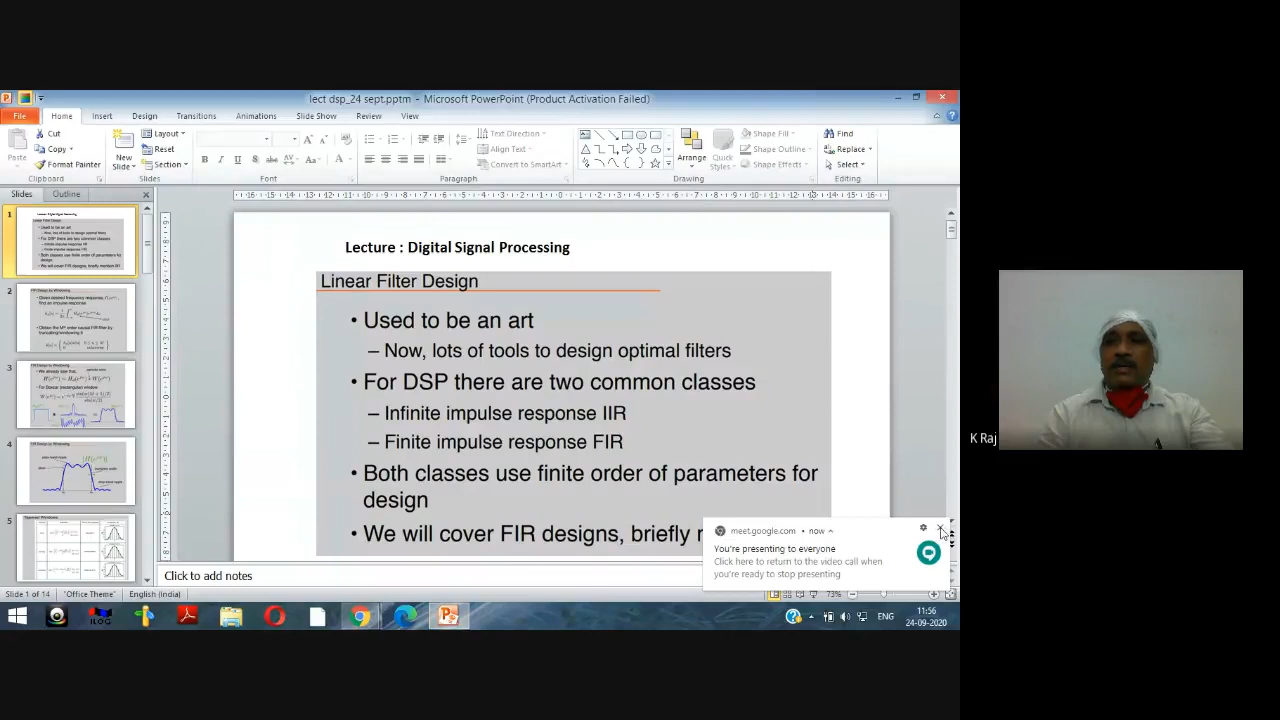 lect dsp_24 sept.pptm - Microsoft PowerPoint (Product Activation Failed)
File Home Insert Design Transitions Animations Slide Show Review View
Cut
Copy
Format Painter
Paste
Clipboard
New
Slide
Layout
Reset
Section
Slides
Font
Text Direction
Align Text
Convert to SmartArt
Paragraph
Arrange
Quick
Styles
Shape Fill
Shape Outline
Shape Effects
Drawing
Find
Replace
Select
Editing
Slides Outline
1
2
3
4
5
Lecture : Digital Signal Processing
Linear Filter Design
• Used to be an art
– Now, lots of tools to design optimal filters
• For DSP there are two common classes
– Infinite impulse response IIR
– Finite impulse response FIR
• Both classes use finite order of parameters for
design
• We will cover FIR designs, briefly
meet.google.com • now
You're presenting to everyone
Click here to return to the video call when
you're ready to stop presenting
Click to add notes
Slide 1 of 14 "Office Theme" English (India) 73%
ILOG
ENG
11:56
24-09-2020
K Raj